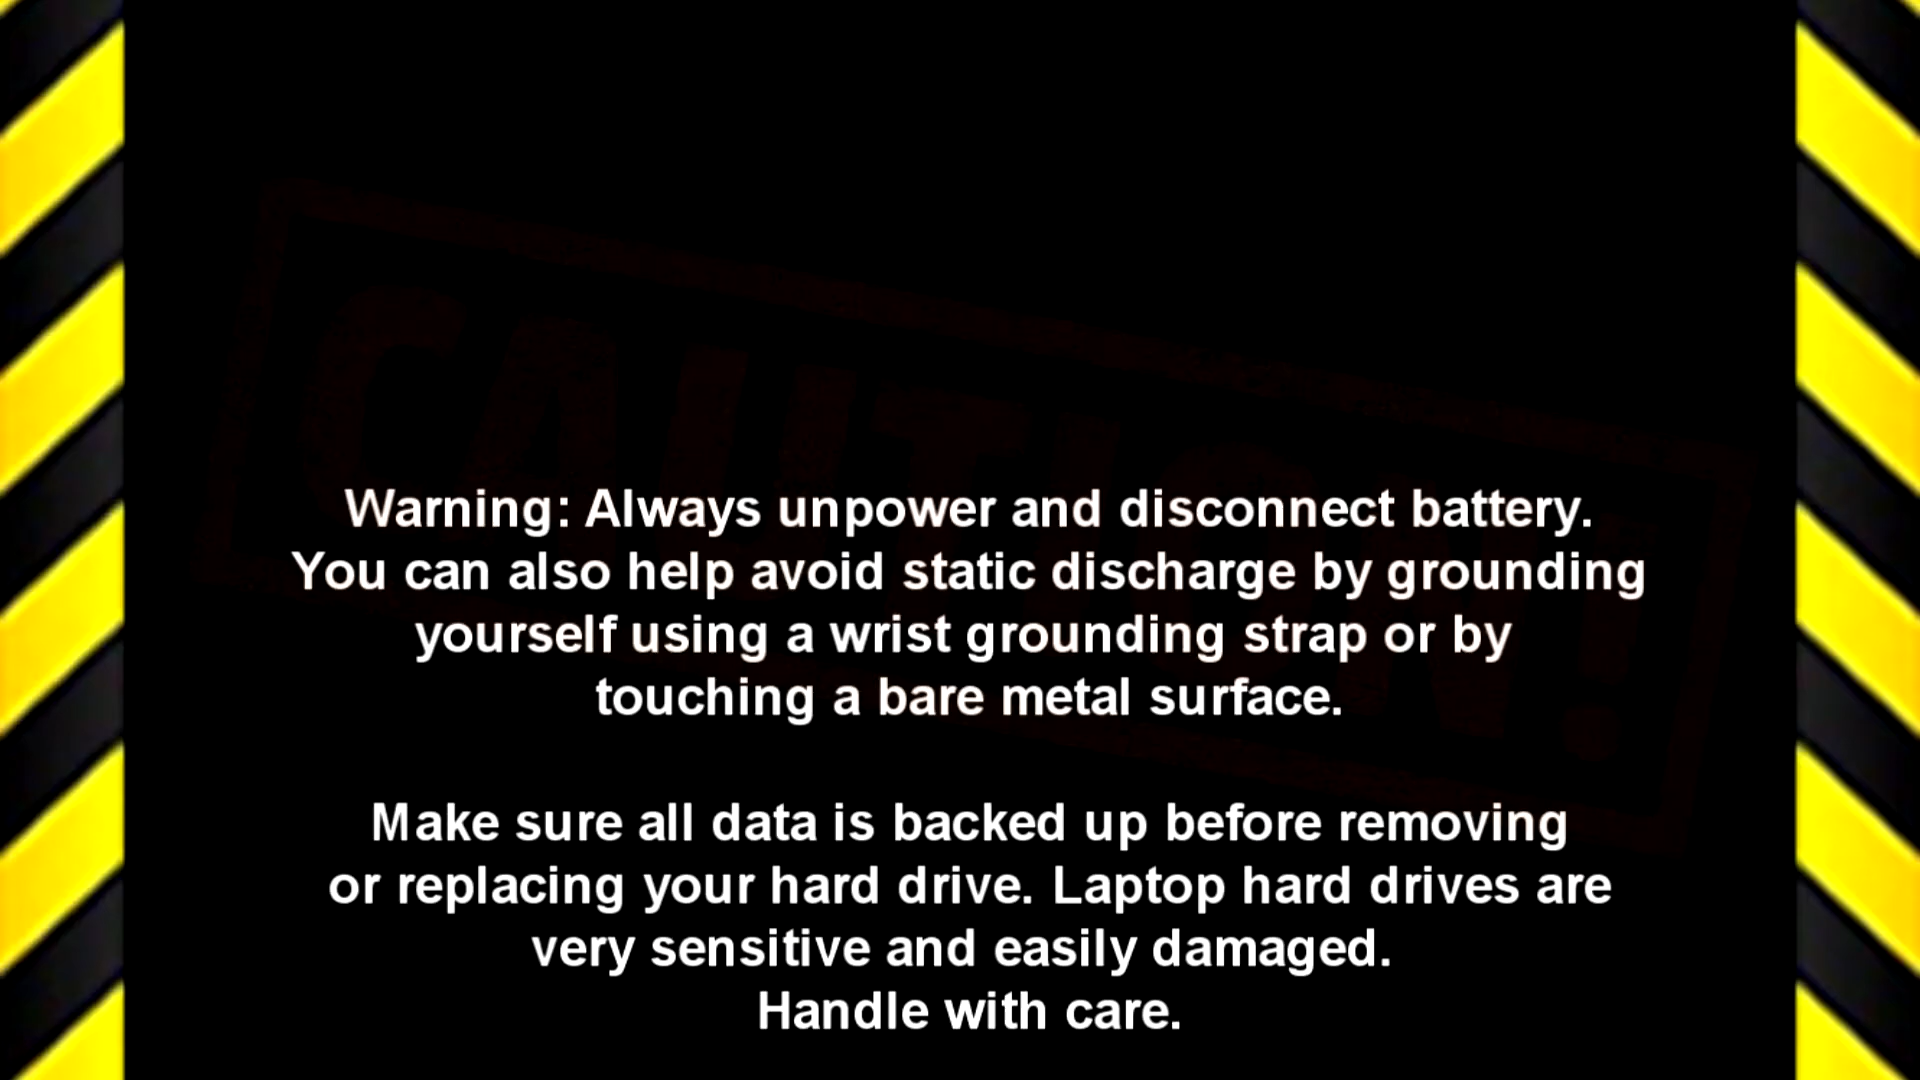 CAUTION!
Warning: Always unpower and disconnect battery.
You can also help avoid static discharge by grounding
yourself using a wrist grounding strap or by
touching a bare metal surface.
Make sure all data is backed up before removing
or replacing your hard drive. Laptop hard drives are
very sensitive and easily damaged.
Handle with care.